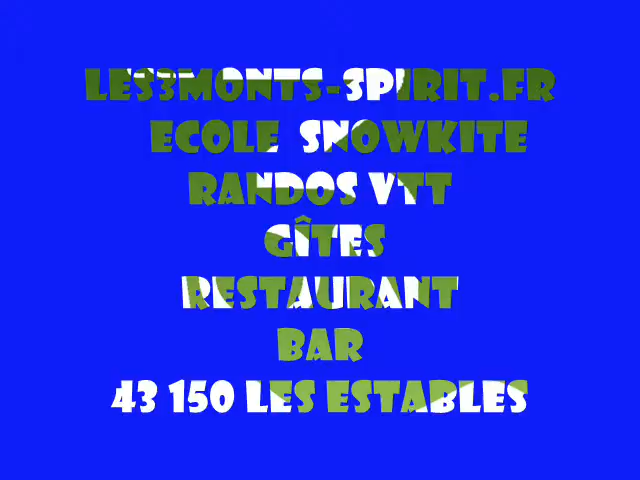 LES3MONTS-SPIRIT.FR
ECOLE SNOWKITE
RANDOS VTT
GÎTES
RESTAURANT
BAR
43 150 LES ESTABLES